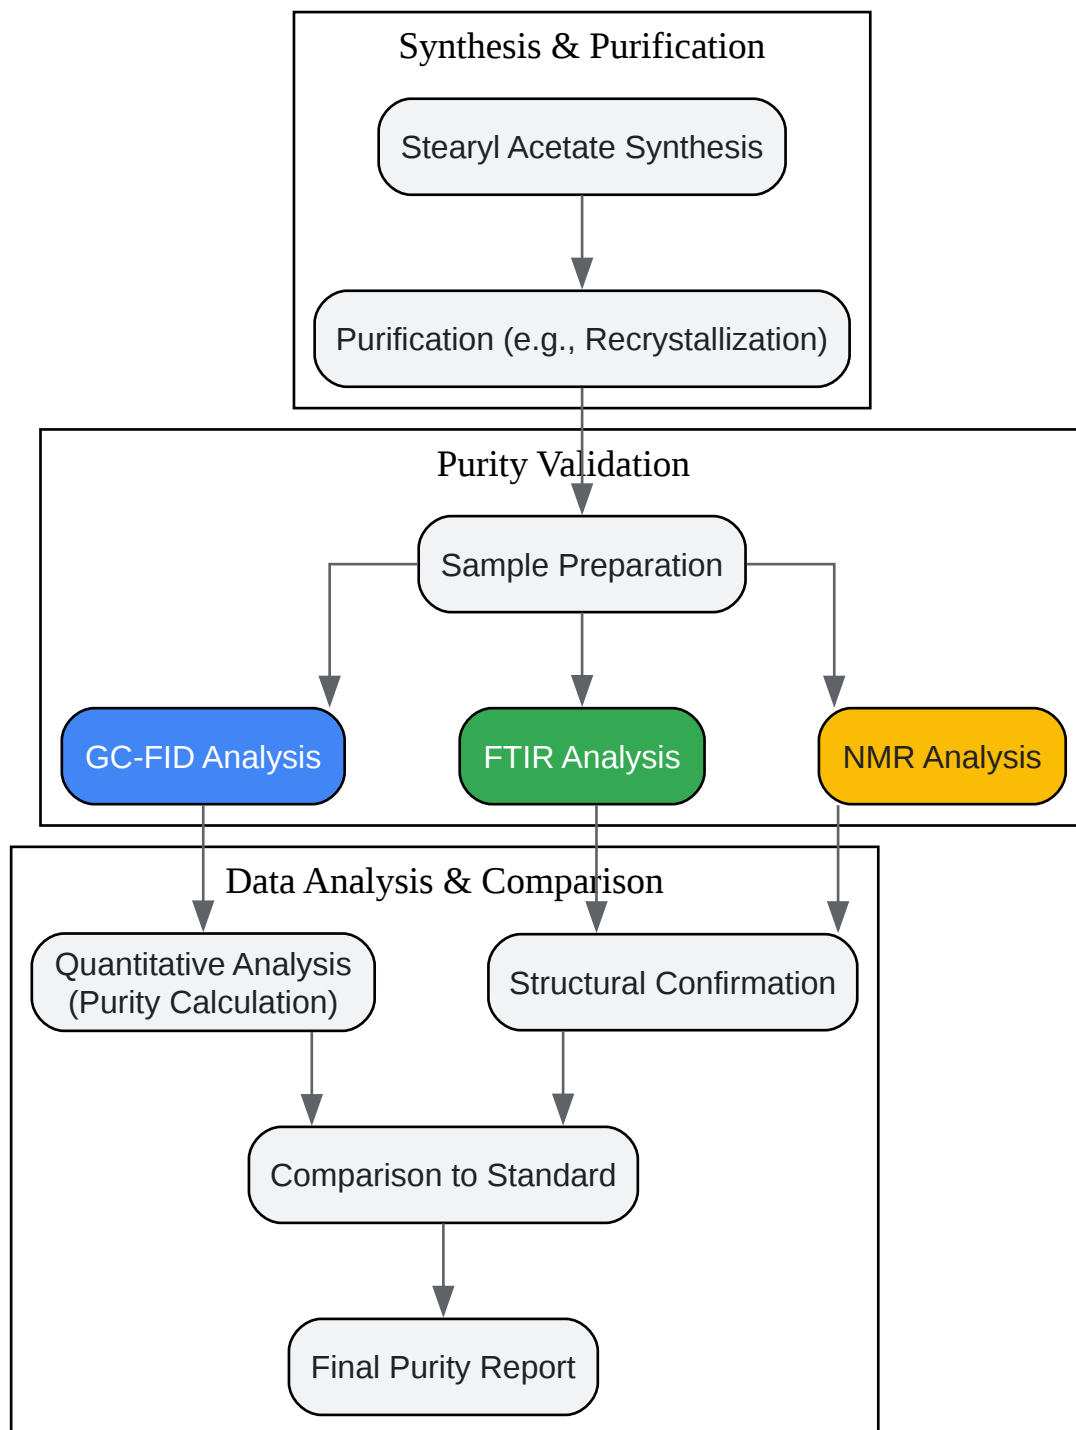 Synthesis & Purification
Stearyl Acetate Synthesis
Purification (e.g., Recrystallization)
Purity Validation
Sample Preparation
GC-FID Analysis
FTIR Analysis
NMR Analysis
Data Analysis & Comparison
Quantitative Analysis
(Purity Calculation)
Structural Confirmation
Comparison to Standard
Final Purity Report